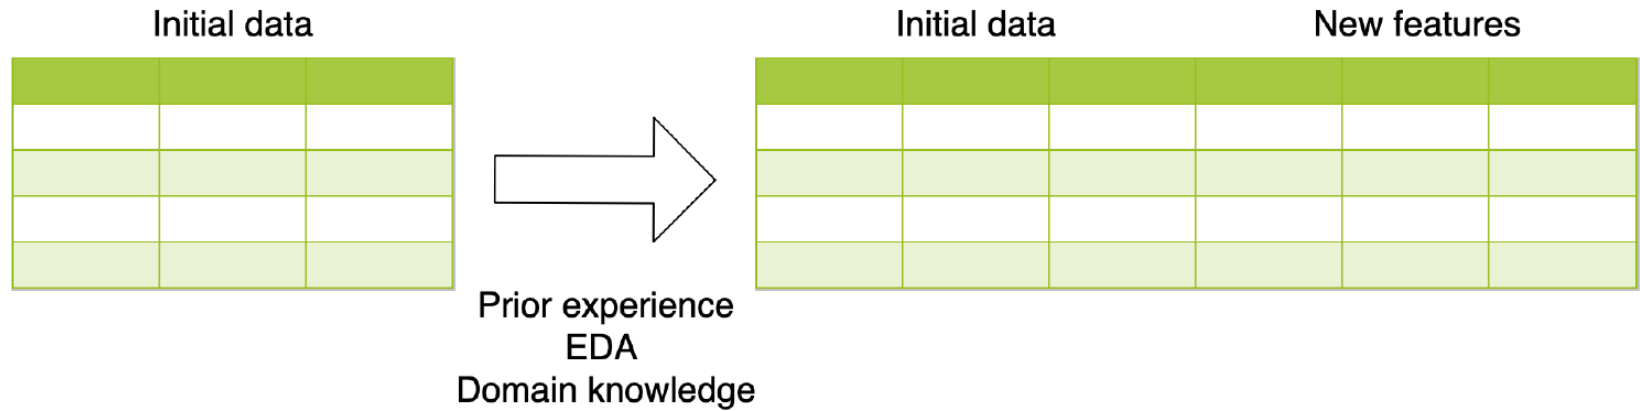 Initial data
Initial data
New features
Prior experience
EDA
Domain knowledge